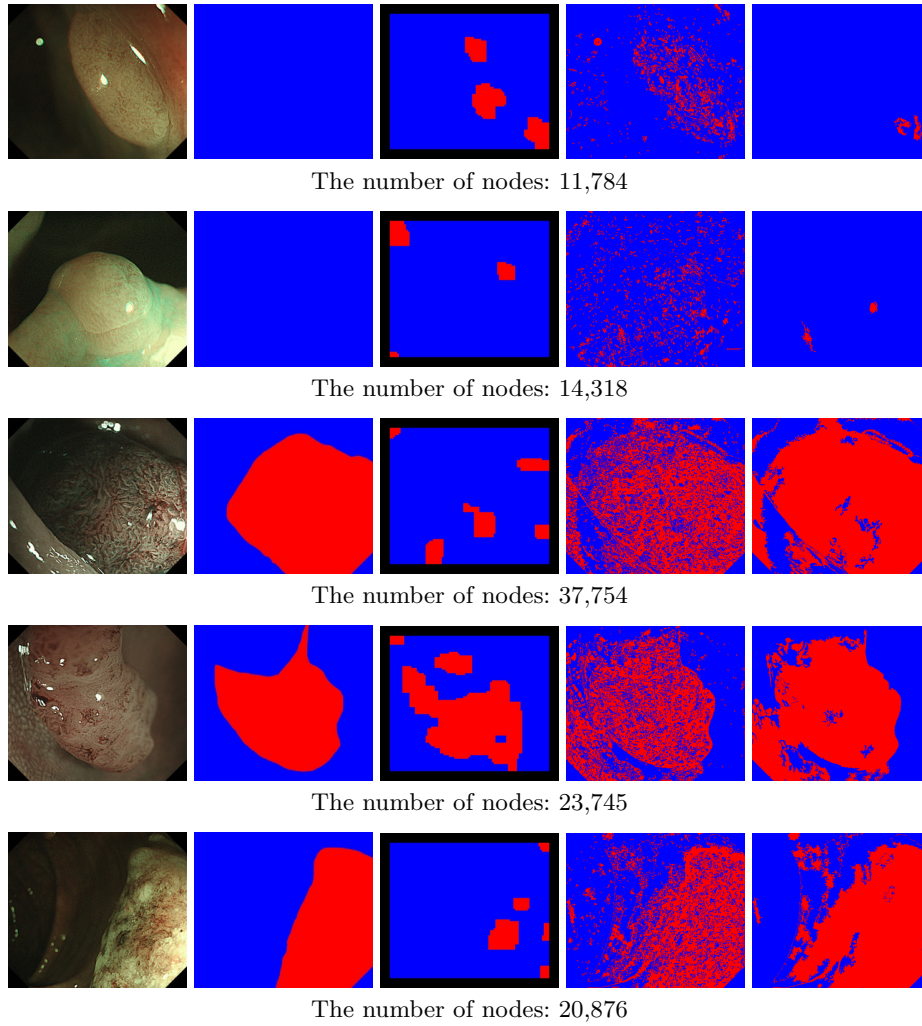 The number of nodes: 11,784
The number of nodes: 14,318
The number of nodes: 37,754
The number of nodes: 23,745
The number of nodes: 20,876